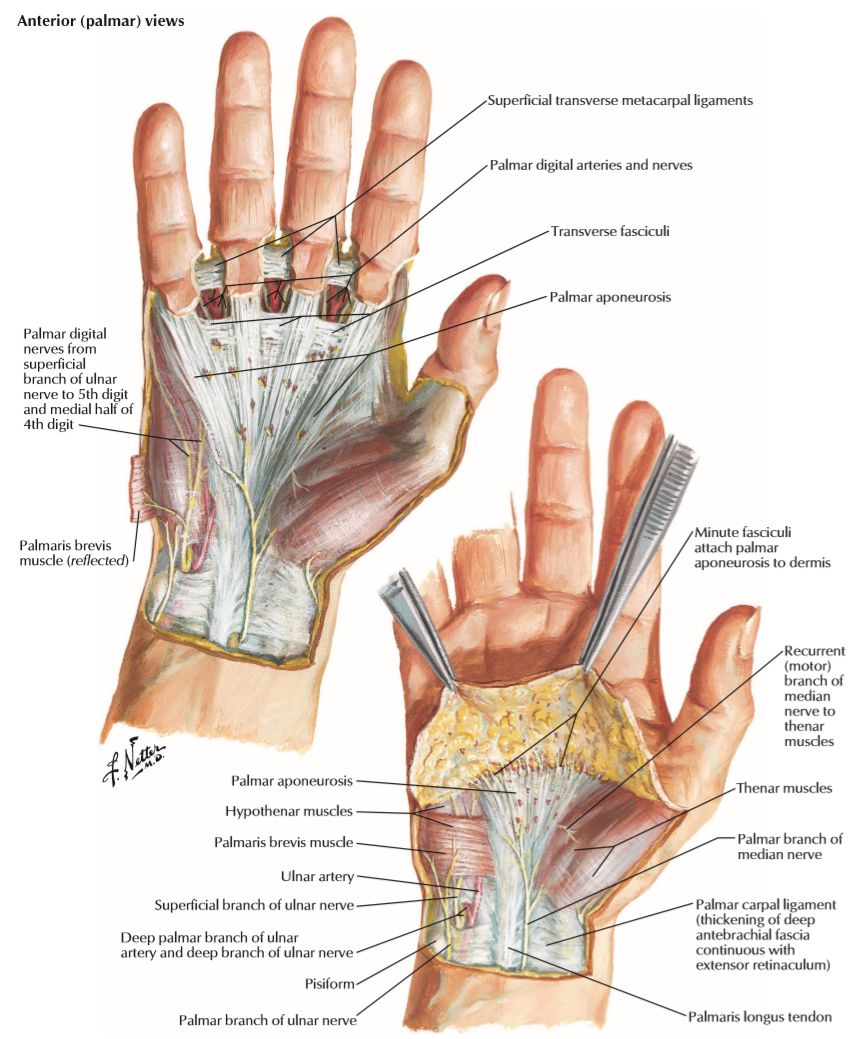 Anterior (palmar) views
Superficial transverse metacarpal ligaments
Palmar digital arteries and nerves
Transverse fasciculi
Palmar aponeurosis
Palmar digital
nerves from
superficial
branch of ulnar
nerve to 5th digit
and medial half of
4th digit
Palmaris brevis
muscle (reflected)
Minute fasciculi
attach palmar
aponeurosis to dermis
Recurrent
(motor)
branch of
median
nerve to
thenar
muscles
F. Netter
M.D.
Palmar aponeurosis
Hypothenar muscles
Palmaris brevis muscle
Ulnar artery
Superficial branch of ulnar nerve
Deep palmar branch of ulnar
artery and deep branch of ulnar nerve
Pisiform
Palmar branch of ulnar nerve
Thenar muscles
Palmar branch of
median nerve
Palmar carpal ligament
(thickening of deep
antebrachial fascia
continuous with
extensor retinaculum)
Palmaris longus tendon